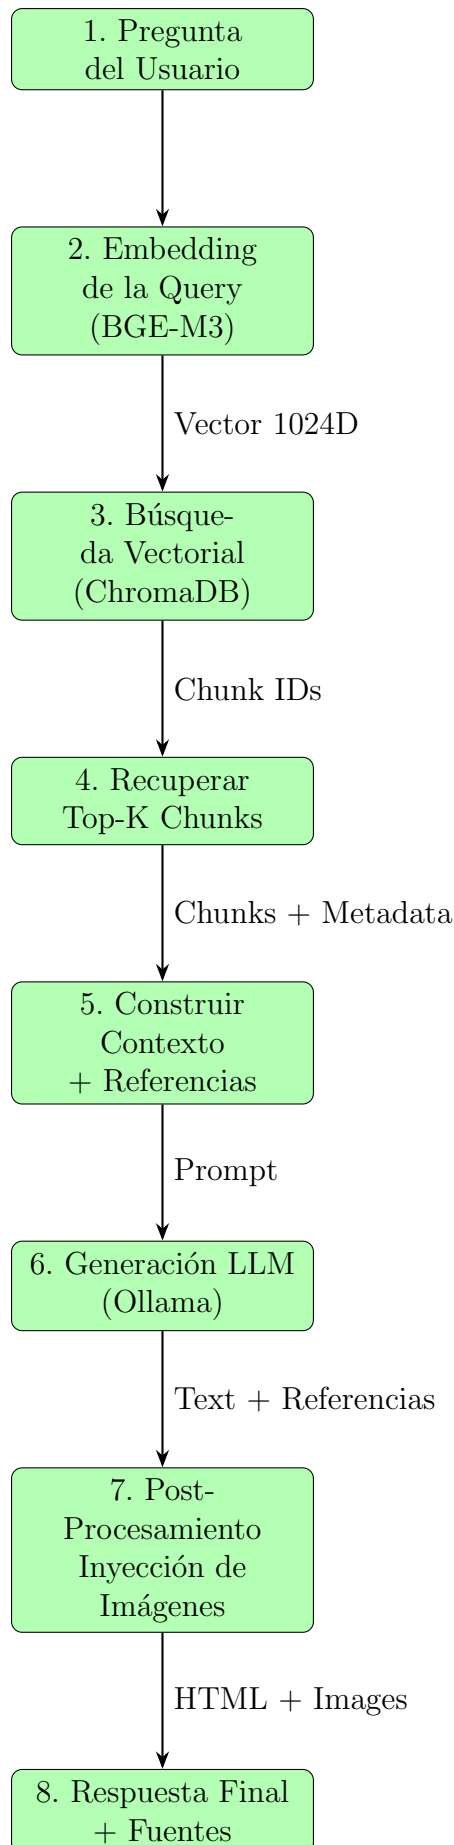 1. Pregunta
del Usuario
2. Embedding
de la Query
(BGE-M3)
Vector 1024D
3. Búsque-
da Vectorial
(ChromaDB)
Chunk IDs
4. Recuperar
Top-K Chunks
Chunks + Metadata
5. Construir
Contexto
+ Referencias
Prompt
6. Generación LLM
(Ollama)
Text + Referencias
7. Post-
Procesamiento
Inyección de
Imágenes
HTML + Images
8. Respuesta Final
+ Fuentes